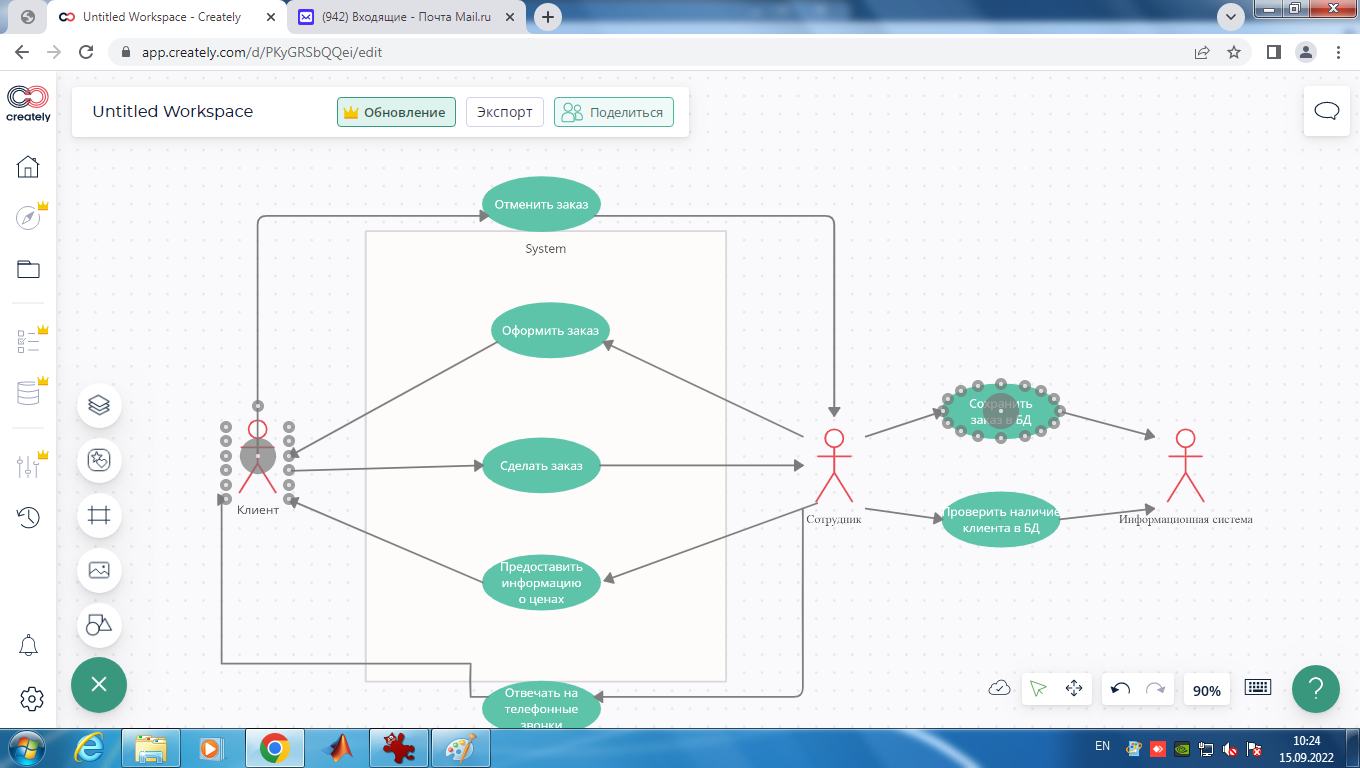 Untitled Workspace - Creately
(942) Входящие - Почта Mail.ru
app.creately.com/d/PKyGRSbQQei/edit
creately
Untitled Workspace
Обновление
Экспорт
Поделиться
Отменить заказ
System
Оформить заказ
Сохранить
заказ в БД
Сделать заказ
Клиент
Сотрудник
Проверить наличие
клиента в БД
Информационная система
Предоставить
информацию
о ценах
Отвечать на
телефонные
звонки
90%
?
EN
10:24
15.09.2022